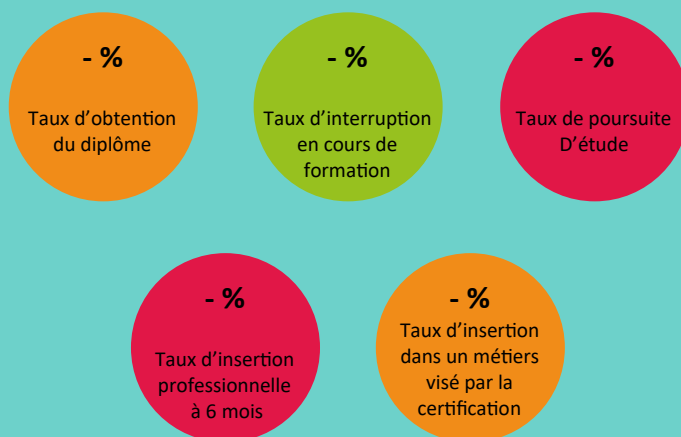 - %
Taux d'obtention
du diplôme
- %
Taux d'interruption
en cours de
formation
- %
Taux de poursuite
D'étude
- %
Taux d'insertion
professionnelle
à 6 mois
- %
Taux d'insertion
dans un métiers
visé par la
certification